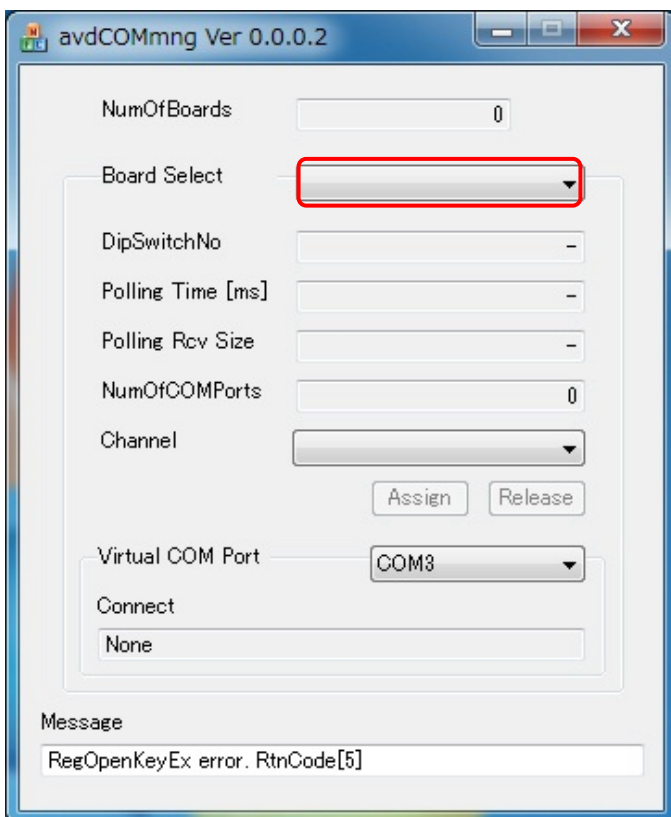 avdCOMmng Ver 0.0.0.2
NumOfBoards 0
Board Select
DipSwitchNo -
Polling Time [ms] -
Polling Rcv Size -
NumOfCOMPorts 0
Channel
Assign Release
Virtual COM Port COM3
Connect
None
Message
RegOpenKeyEx error. RtnCode[5]